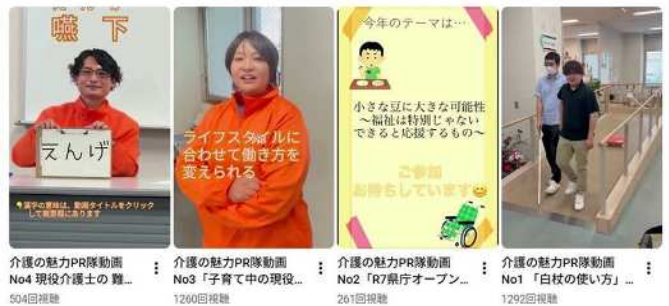 嚥下
えんげ
漢字の意味は、動画タイトルをクリック
して概要欄にあります
介護の魅力PR隊動画
No4 現役介護士の 難...
504回視聴
ライフスタイルに
合わせて働き方を
変えられる
介護の魅力PR隊動画
No3「子育て中の現役...
1260回視聴
今年のテーマは…
小さな豆に大きな可能性
～福祉は特別じゃない
できると応援するもの～
ご参加
お待ちしています😊
介護の魅力PR隊動画
No2「R7県庁オープン...
261回視聴
介護の魅力PR隊動画
No1 「白杖の使い方」...
1292回視聴